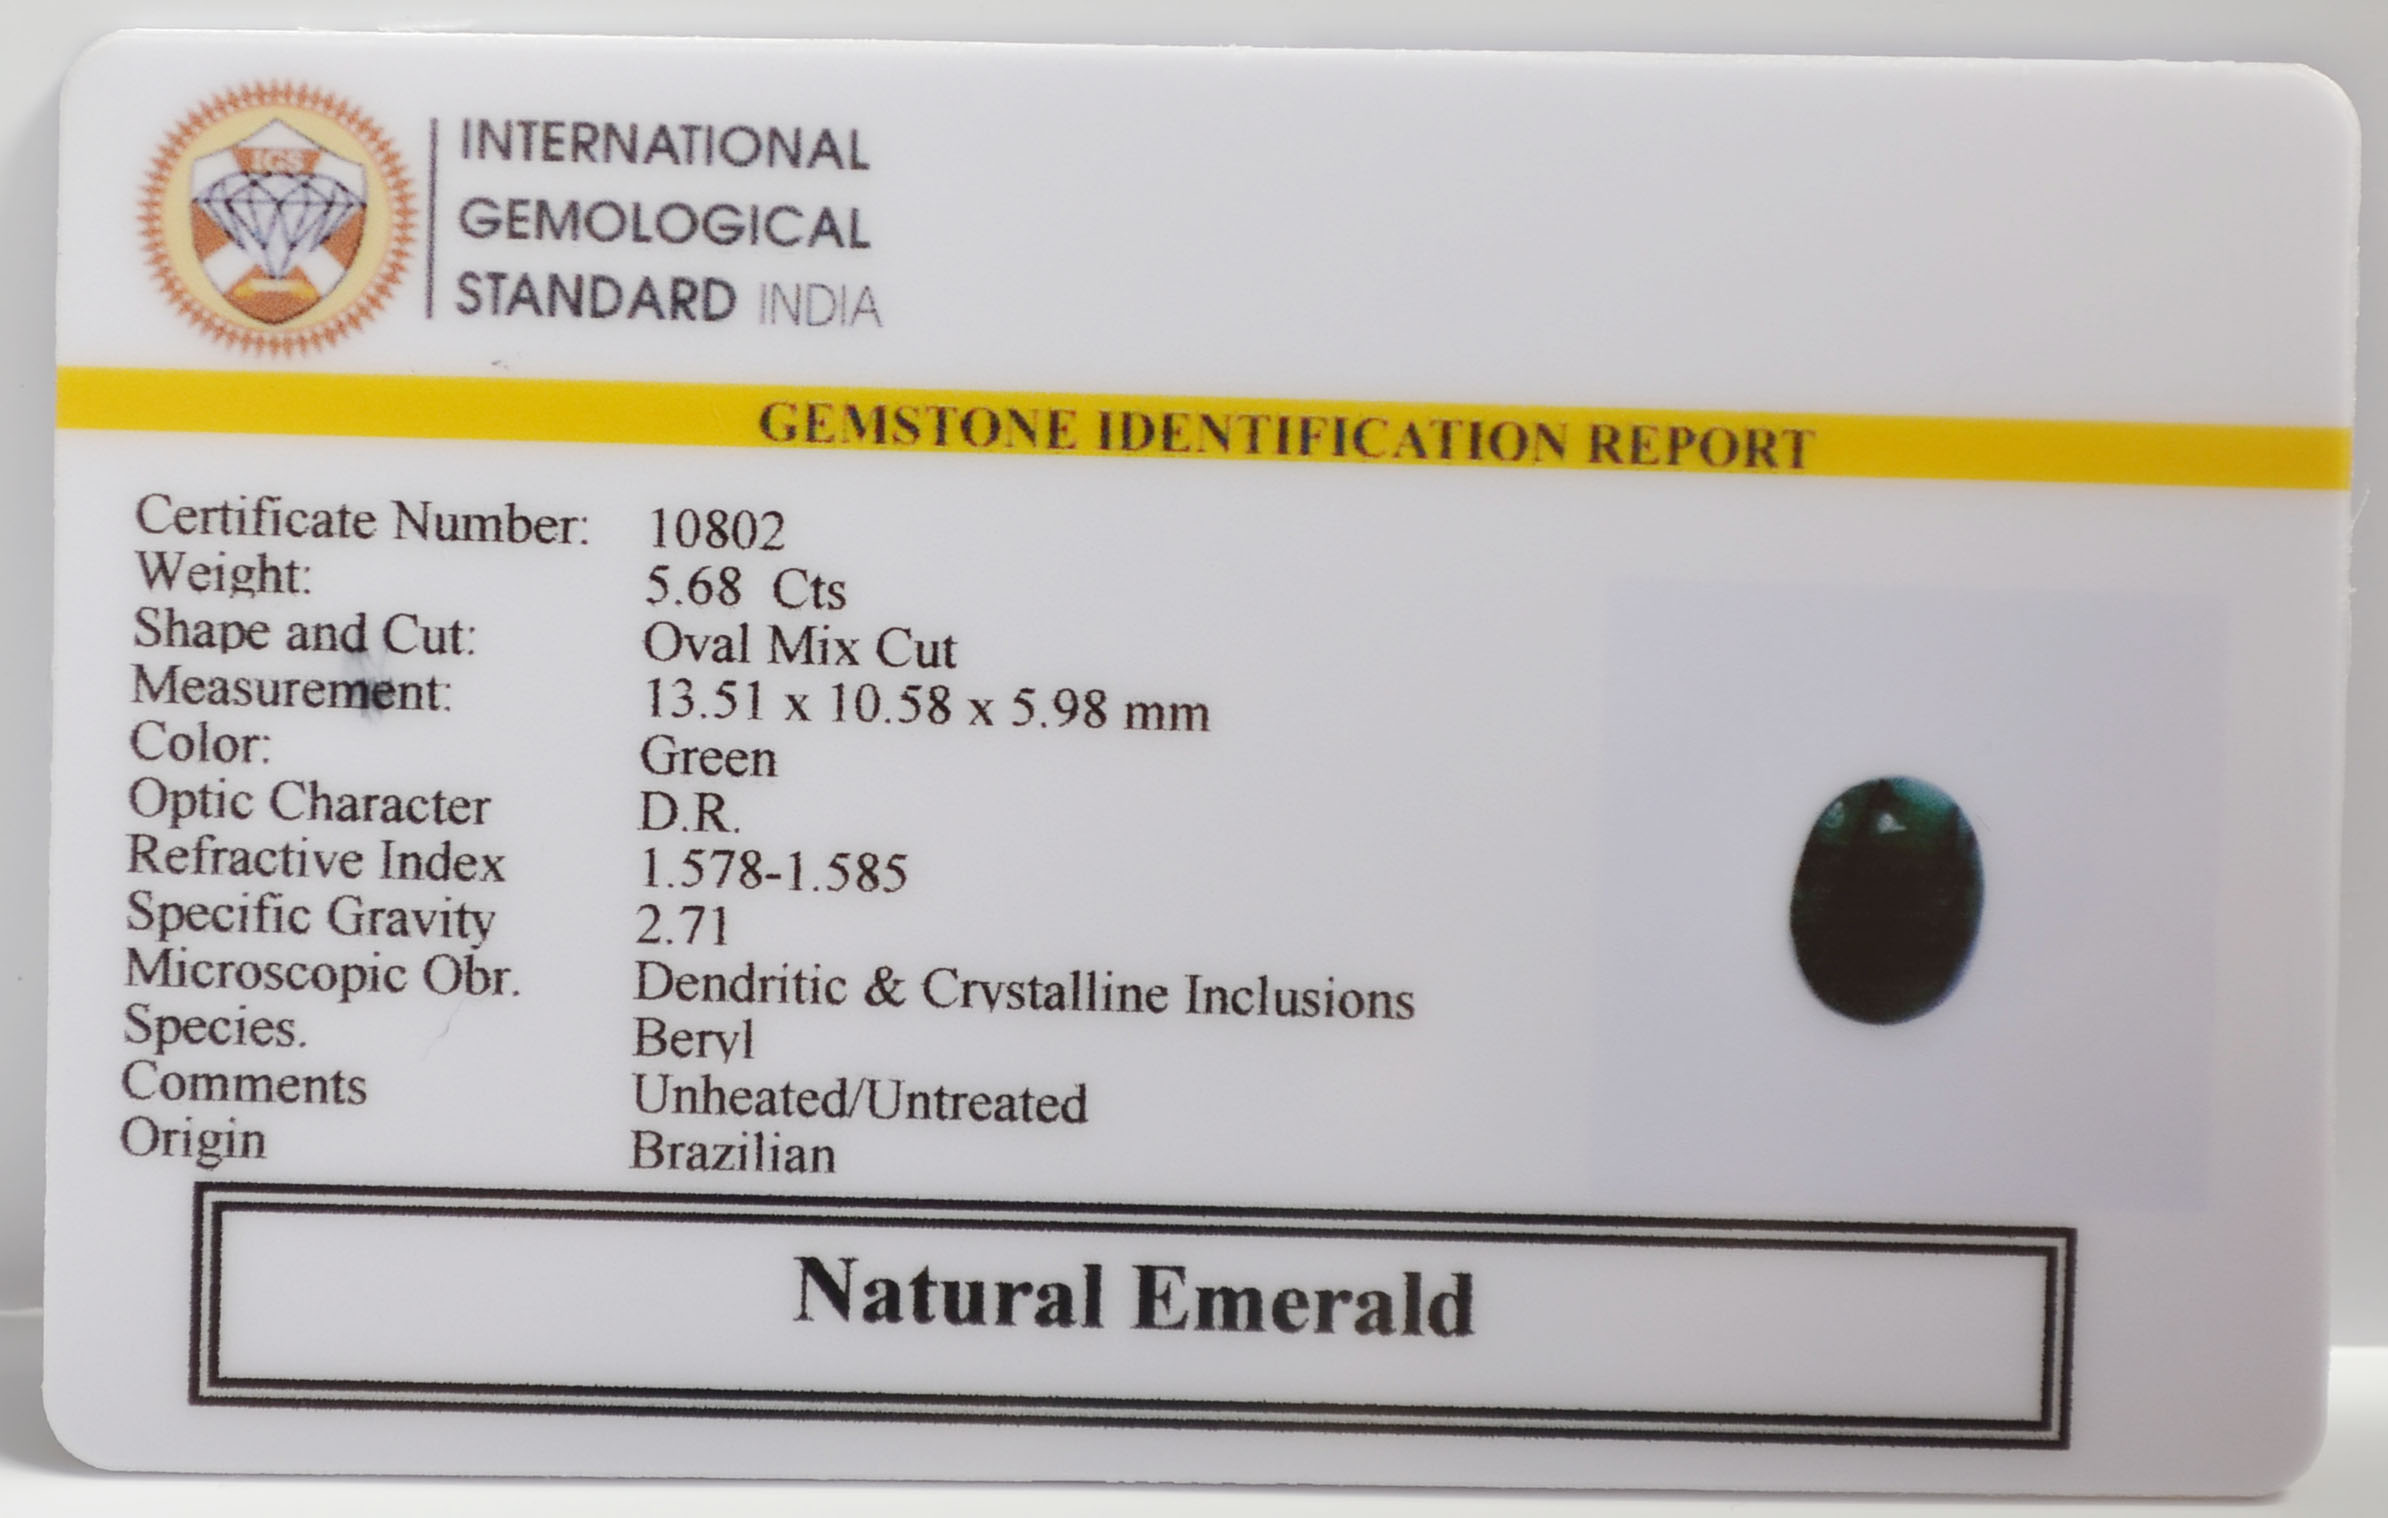 IGS
INTERNATIONAL
GEMOLOGICAL
STANDARD INDIA
GEMSTONE IDENTIFICATION REPORT
Certificate Number: 10802
Weight: 5.68 Cts
Shape and Cut: Oval Mix Cut
Measurement: 13.51 x 10.58 x 5.98 mm
Color: Green
Optic Character D.R.
Refractive Index 1.578-1.585
Specific Gravity 2.71
Microscopic Obr. Dendritic & Crystalline Inclusions
Species. Beryl
Comments Unheated/Untreated
Origin Brazilian
Natural Emerald